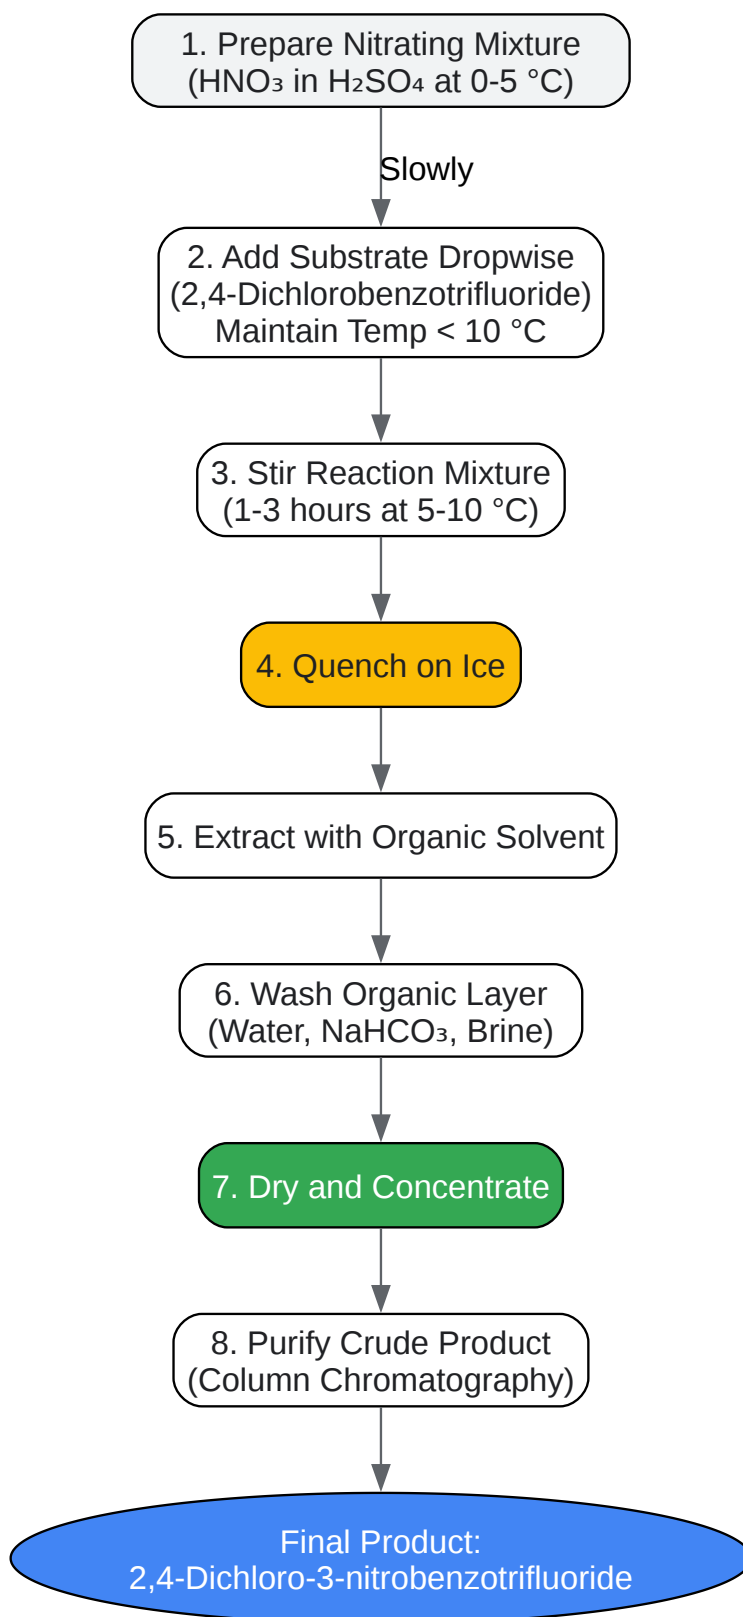 1. Prepare Nitrating Mixture
(HNO₃ in H₂SO₄ at 0-5 °C)
Slowly
2. Add Substrate Dropwise
(2,4-Dichlorobenzotrifluoride)
Maintain Temp < 10 °C
3. Stir Reaction Mixture
(1-3 hours at 5-10 °C)
4. Quench on Ice
5. Extract with Organic Solvent
6. Wash Organic Layer
(Water, NaHCO₃, Brine)
7. Dry and Concentrate
8. Purify Crude Product
(Column Chromatography)
Final Product:
2,4-Dichloro-3-nitrobenzotrifluoride